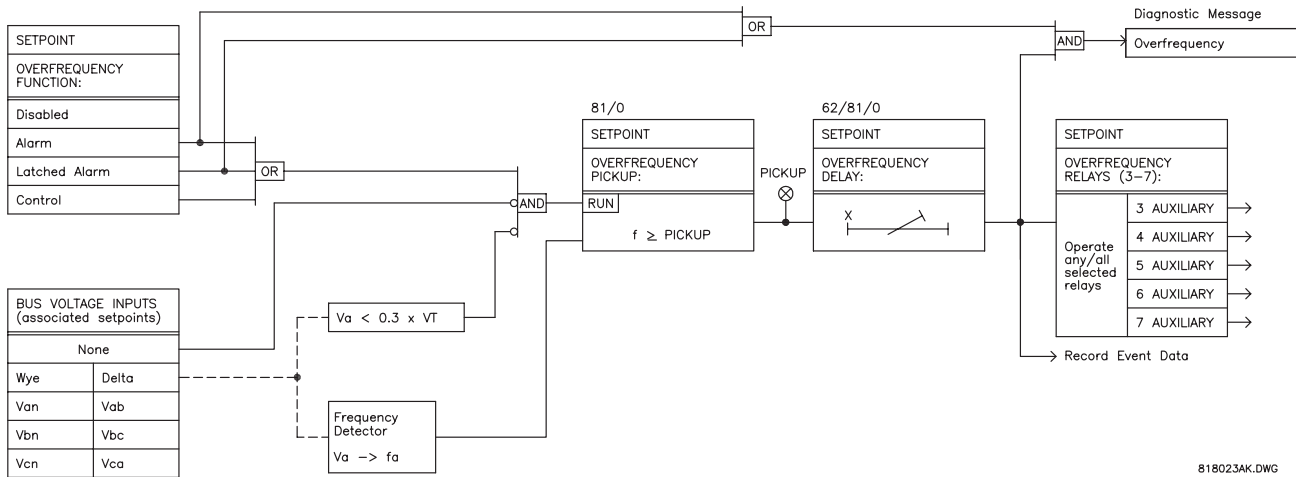 SETPOINT
OVERFREQUENCY
FUNCTION:
Disabled
Alarm
Latched Alarm
Control
OR
OR
AND
Diagnostic Message
Overfrequency
AND
81/0
SETPOINT
OVERFREQUENCY
PICKUP:
RUN
f ≥ PICKUP
PICKUP
62/81/0
SETPOINT
OVERFREQUENCY
DELAY:
X
SETPOINT
OVERFREQUENCY
RELAYS (3–7):
Operate
any/all
selected
relays
3 AUXILIARY
4 AUXILIARY
5 AUXILIARY
6 AUXILIARY
7 AUXILIARY
Record Event Data
BUS VOLTAGE INPUTS
(associated setpoints)
None
Wye Delta
Van Vab
Vbn Vbc
Vcn Vca
Va < 0.3 x VT
Frequency
Detector
Va –> fa
818023AK.DWG